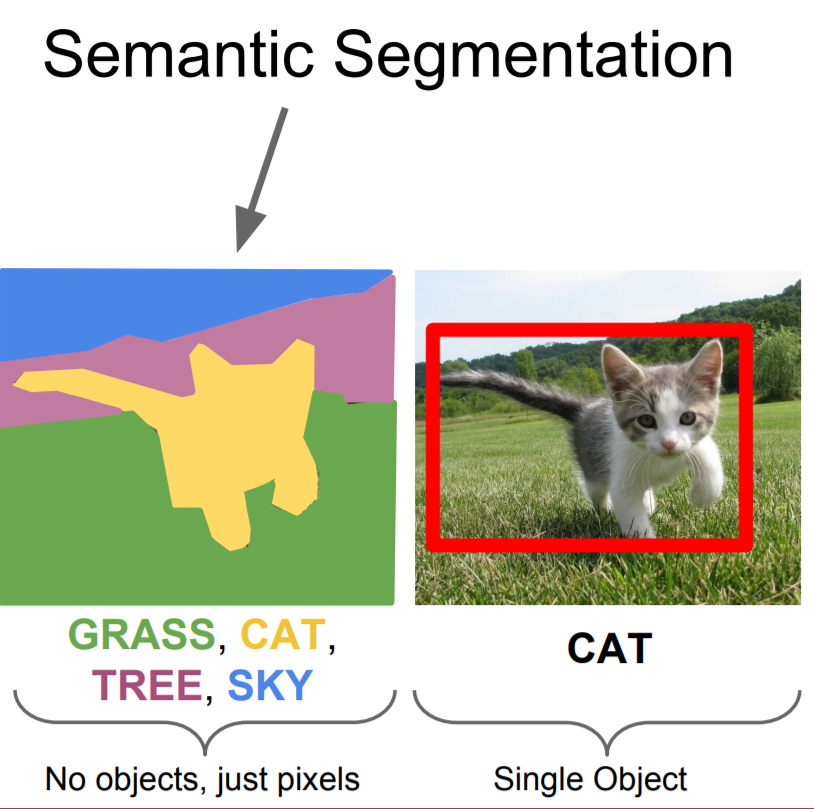 Semantic Segmentation
GRASS, CAT,
TREE, SKY
CAT
No objects, just pixels
Single Object